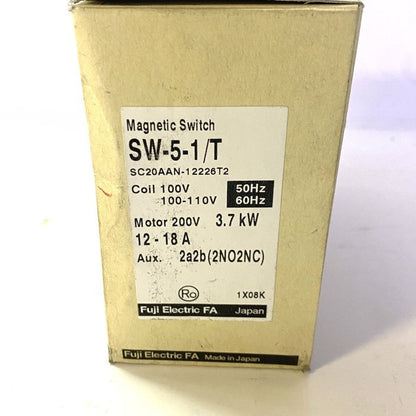 Magnetic Switch
SW-5-1/T
SC20AAN-12226T2
Coil 100V 50Hz
100-110V 60Hz
Motor 200V 3.7 kW
12-18 A
Aux. 2a2b(2NO2NC)
Ro 1X08K
Fuji Electric FA Japan
Fuji Electric FA Made in Japan